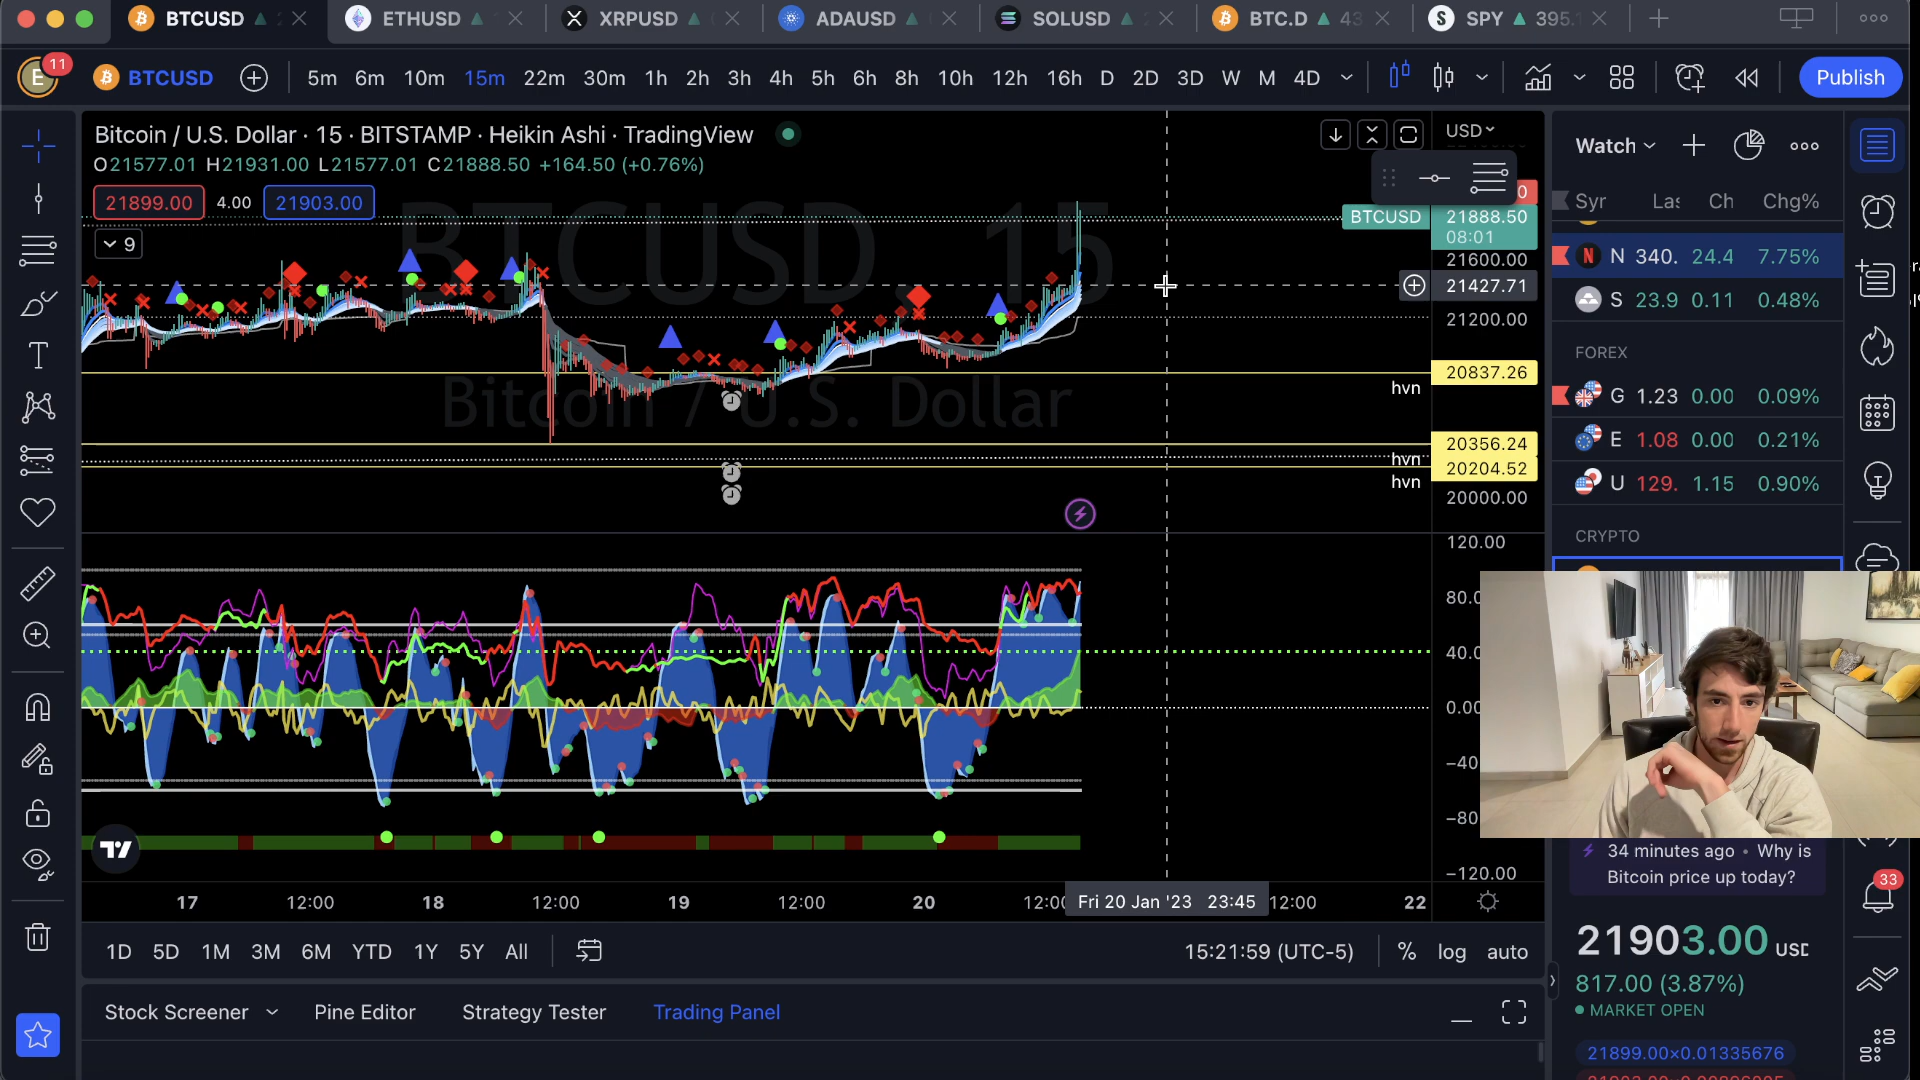 BTCUSD
ETHUSD
XRPUSD
ADAUSD
SOLUSD
BTC.D 43
SPY 395.
11
BTCUSD
5m 6m 10m 15m 22m 30m 1h 2h 3h 4h 5h 6h 8h 10h 12h 16h D 2D 3D W M 4D
Publish
Bitcoin / U.S. Dollar · 15 · BITSTAMP · Heikin Ashi · TradingView
O21577.01 H21931.00 L21577.01 C21888.50 +164.50 (+0.76%)
21899.00 4.00 21903.00
9
BTCUSD, 15
Bitcoin / U.S. Dollar
USD
BTCUSD 21888.50
08:01
21600.00
21427.71
21200.00
20837.26
hvn
20356.24
hvn
20204.52
hvn
20000.00
120.00
80.0
40.0
0.00
−40
−80
−120.00
17 12:00 18 12:00 19 12:00 20 12:00 Fri 20 Jan '23 23:45 12:00 22
1D 5D 1M 3M 6M YTD 1Y 5Y All
15:21:59 (UTC-5) % log auto
Stock Screener Pine Editor Strategy Tester Trading Panel
Watch
Syr Las Ch Chg%
N 340. 24.4 7.75%
S 23.9 0.11 0.48%
FOREX
G 1.23 0.00 0.09%
E 1.08 0.00 0.21%
U 129. 1.15 0.90%
CRYPTO
34 minutes ago • Why is
Bitcoin price up today?
33
21903.00 USD
817.00 (3.87%)
MARKET OPEN
21899.00×0.01335676